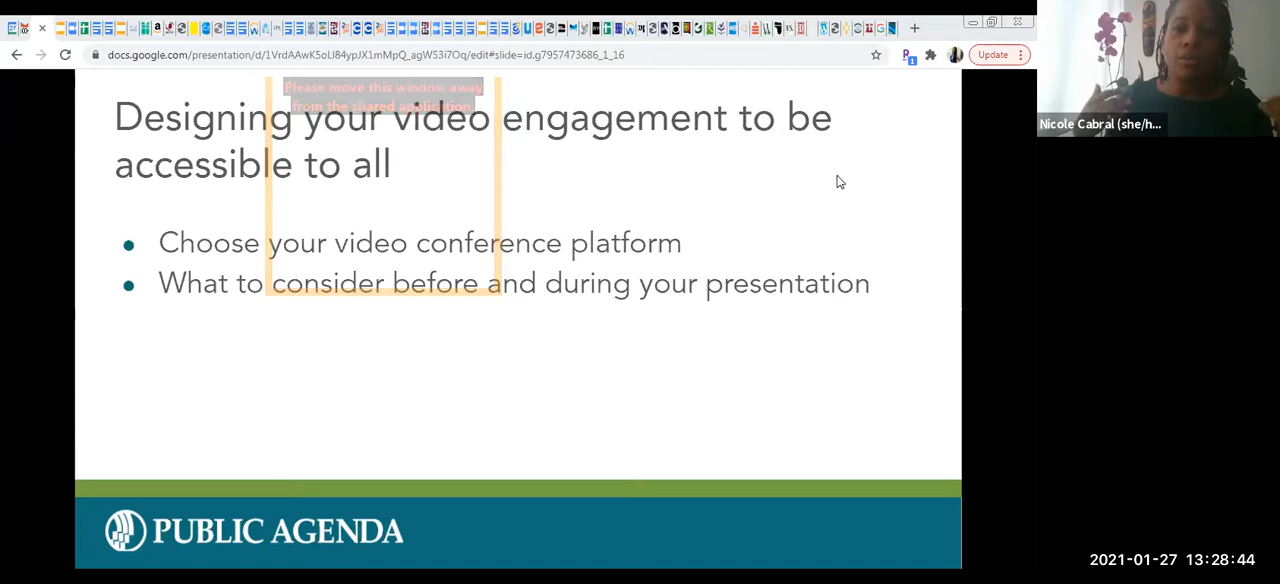 docs.google.com/presentation/d/1VrdAAwK5oLl84ypJX1mMpQ_agW53i7Oq/edit#slide=id.g7957473686_1_16
Update
Please move this window away
from the shared application.
Designing your video engagement to be
accessible to all
Nicole Cabral (she/h...
Choose your video conference platform
What to consider before and during your presentation
PUBLIC AGENDA
2021-01-27 13:28:44